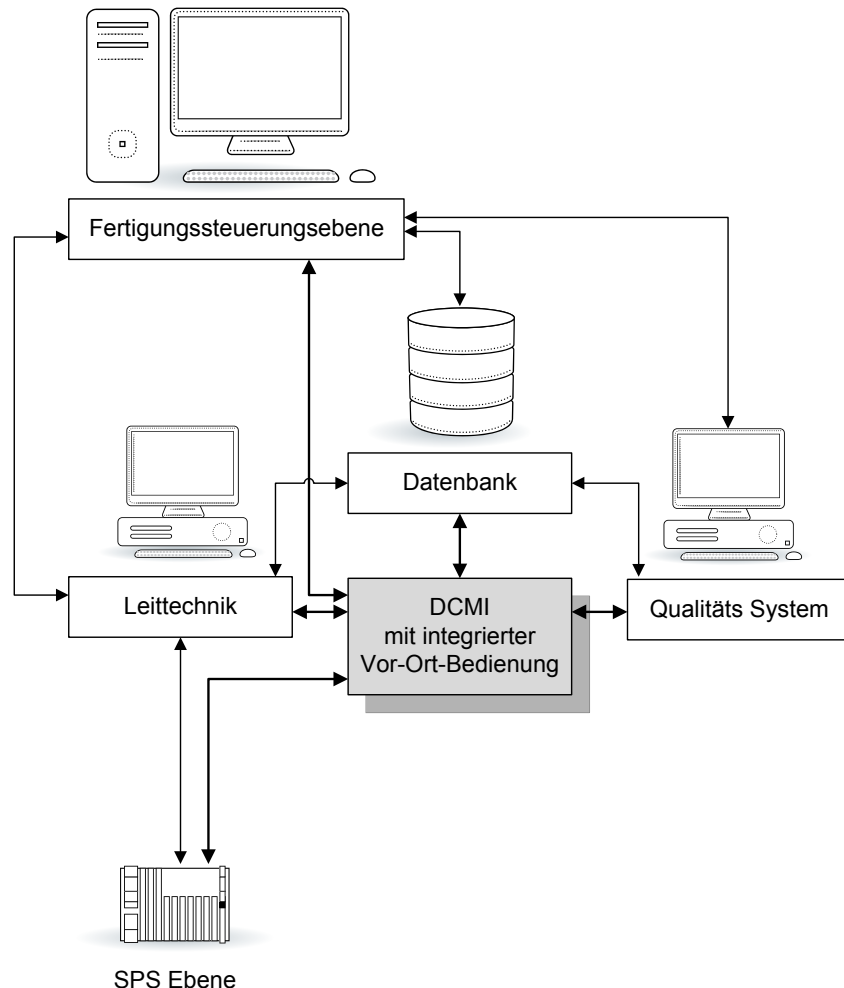 Fertigungssteuerungsebene
Datenbank
Leittechnik
DCMI
mit integrierter
Vor-Ort-Bedienung
Qualitäts System
SPS Ebene